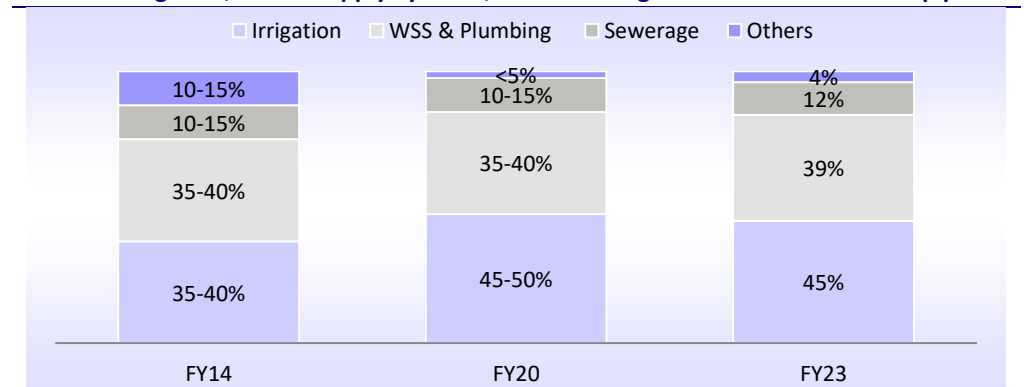 Irrigation WSS & Plumbing Sewerage Others
10-15% <5% 4%
10-15% 10-15% 12%
35-40% 35-40% 39%
35-40% 45-50% 45%
FY14 FY20 FY23